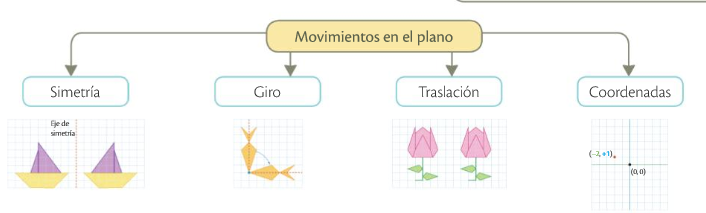 Movimientos en el plano
Simetría
Giro
Traslación
Coordenadas
Eje de
simetría
(−2, +1)
(0, 0)